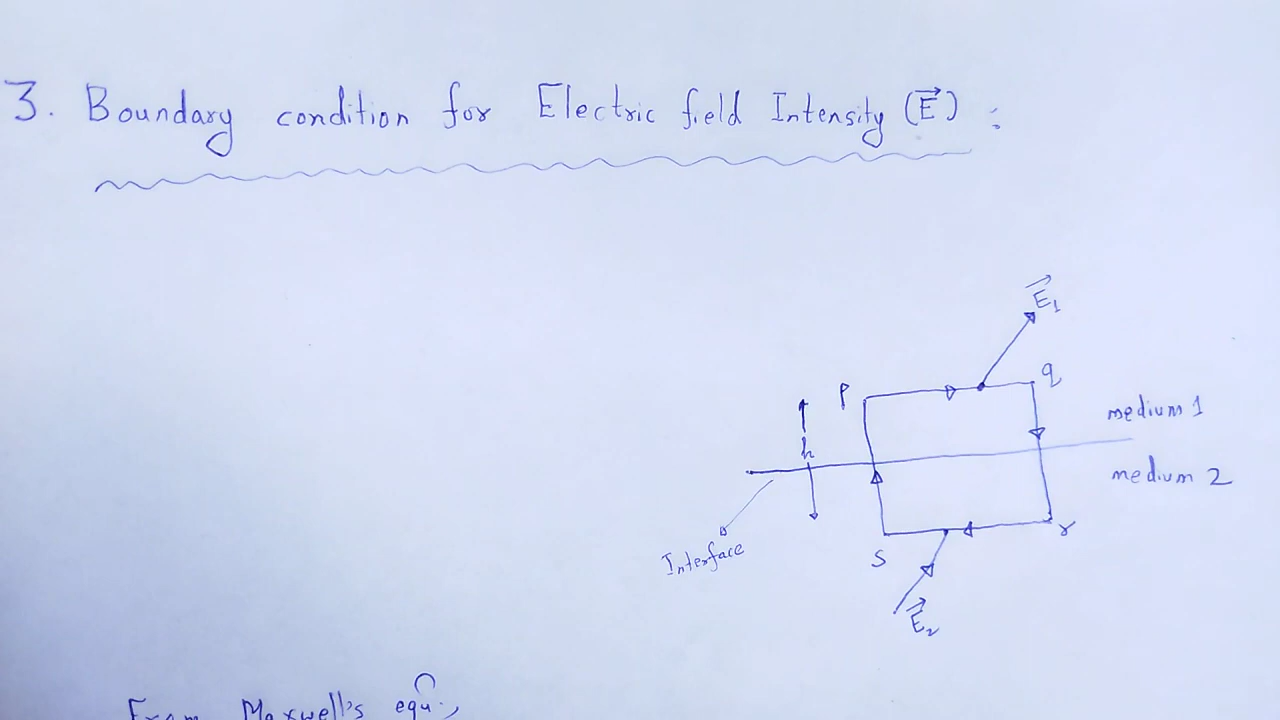 3. Boundary condition for Electric field Intensity (E⃗) :
E⃗₁
p
q
medium 1
h
medium 2
Interface
s
r
E⃗₂
From Maxwell's equ.,